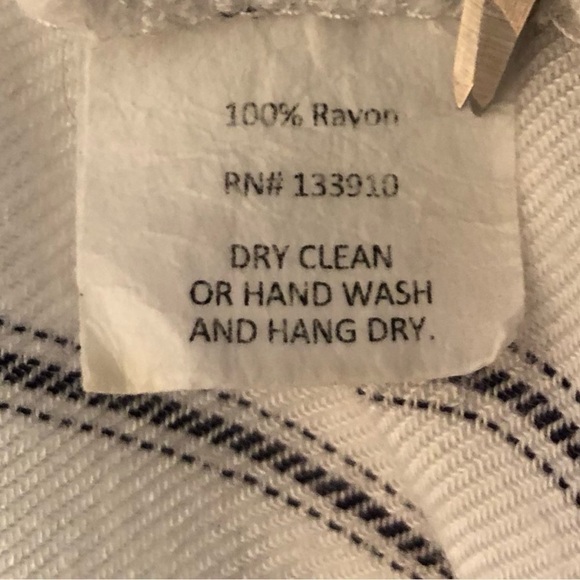 100% Rayon
RN# 133910
DRY CLEAN
OR HAND WASH
AND HANG DRY.